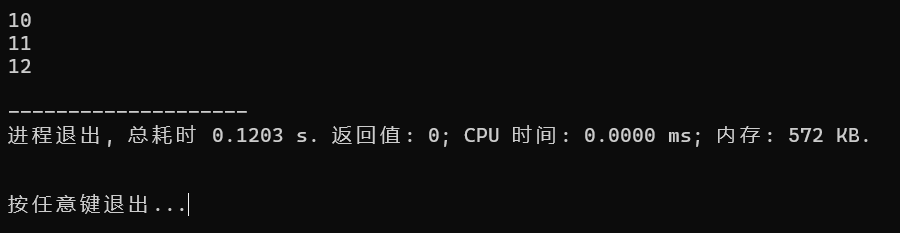 10
11
12
--------------------
进程退出, 总耗时 0.1203 s. 返回值: 0; CPU 时间: 0.0000 ms; 内存: 572 KB.
按任意键退出...